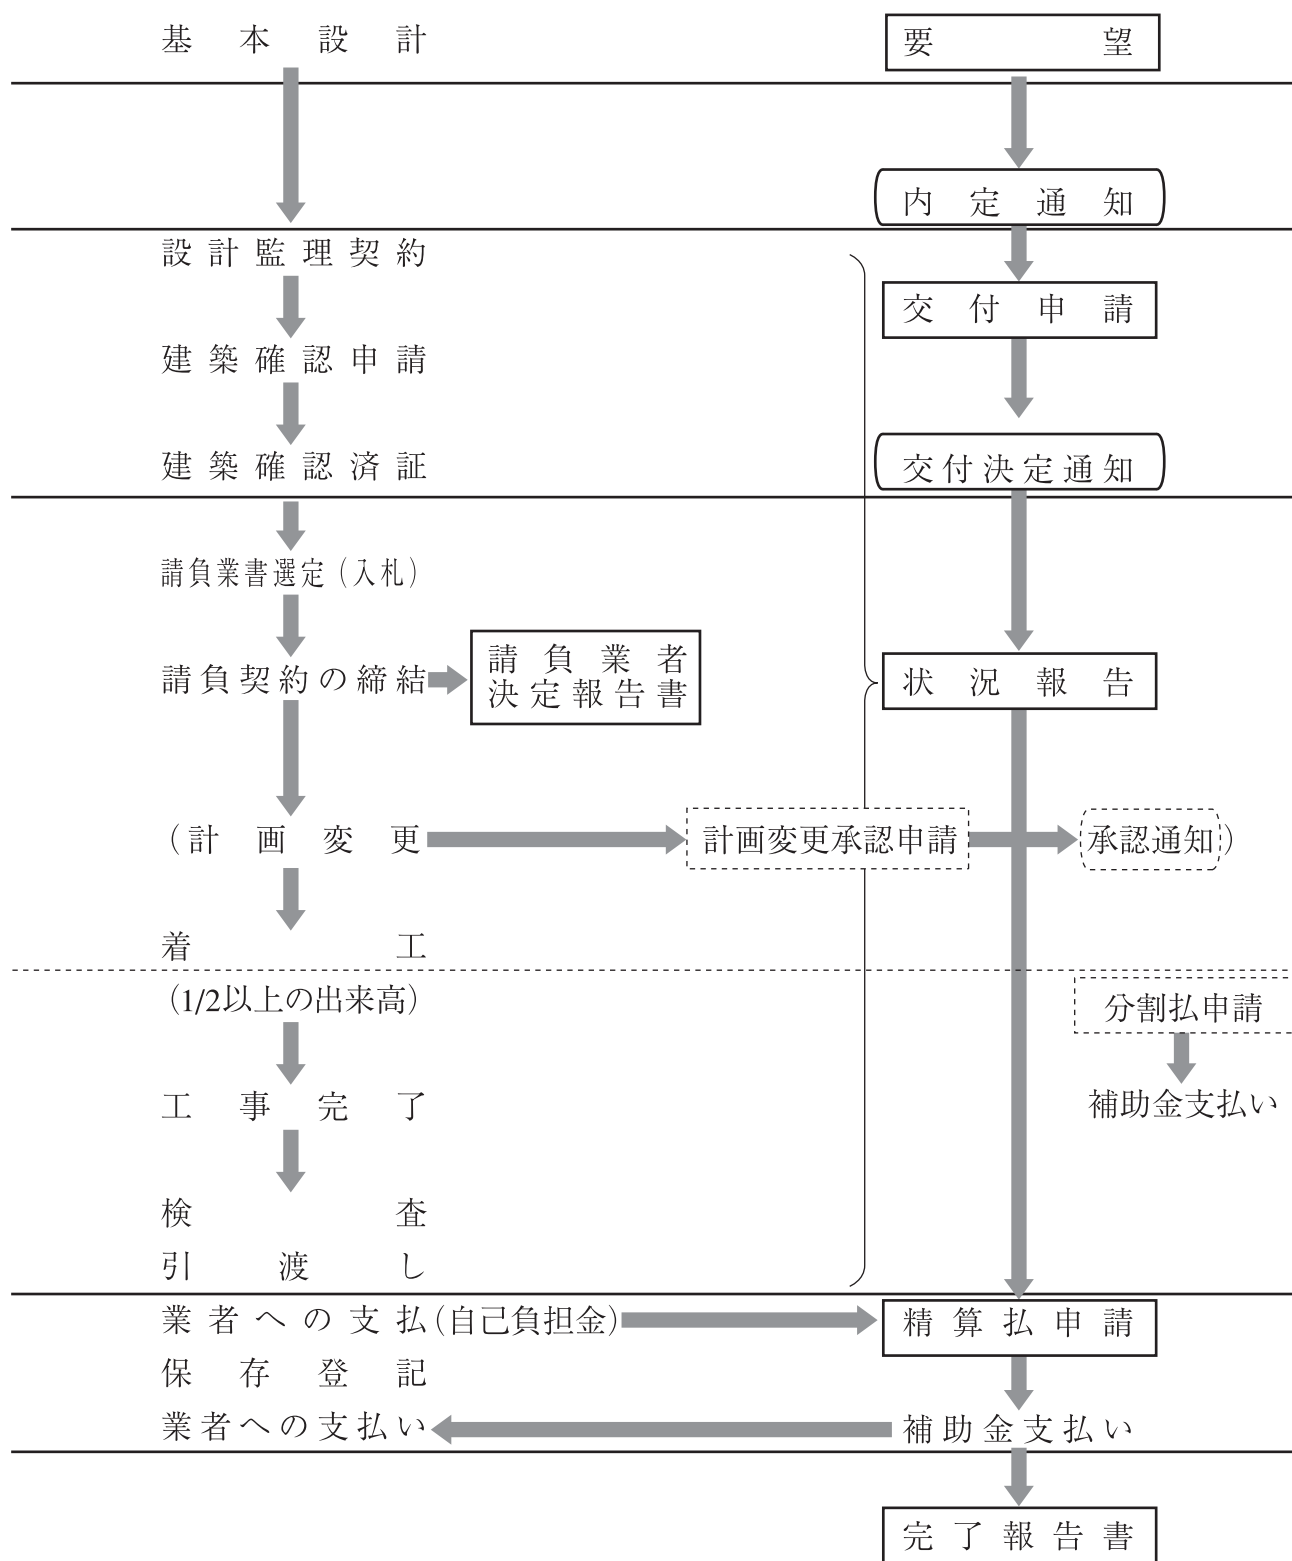 基本設計
要望
内定通知
設計監理契約
交付申請
建築確認申請
建築確認済証
交付決定通知
請負業書選定(入札)
請負契約の締結
請負業者
決定報告書
状況報告
(計画変更
計画変更承認申請
承認通知)
着工
(1/2以上の出来高)
分割払申請
工事完了
補助金支払い
検査
引渡し
業者への支払(自己負担金)
精算払申請
保存登記
業者への支払い
補助金支払い
完了報告書